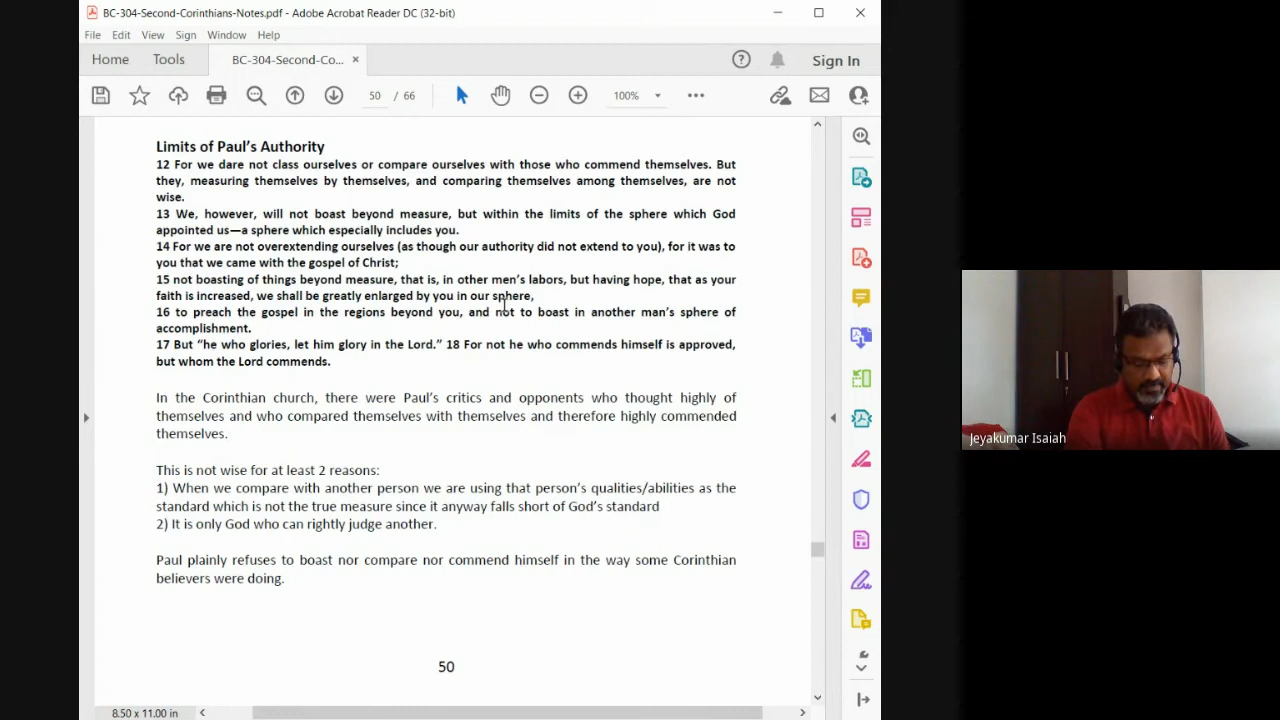 BC-304-Second-Corinthians-Notes.pdf - Adobe Acrobat Reader DC (32-bit)
File Edit View Sign Window Help
Home Tools BC-304-Second-Co... × Sign In
50 / 66 100%
Limits of Paul's Authority
12 For we dare not class ourselves or compare ourselves with those who commend themselves. But
they, measuring themselves by themselves, and comparing themselves among themselves, are not
wise.
13 We, however, will not boast beyond measure, but within the limits of the sphere which God
appointed us—a sphere which especially includes you.
14 For we are not overextending ourselves (as though our authority did not extend to you), for it was to
you that we came with the gospel of Christ;
15 not boasting of things beyond measure, that is, in other men's labors, but having hope, that as your
faith is increased, we shall be greatly enlarged by you in our sphere,
16 to preach the gospel in the regions beyond you, and not to boast in another man's sphere of
accomplishment.
17 But “he who glories, let him glory in the Lord.” 18 For not he who commends himself is approved,
but whom the Lord commends.
In the Corinthian church, there were Paul's critics and opponents who thought highly of
themselves and who compared themselves with themselves and therefore highly commended
themselves.
This is not wise for at least 2 reasons:
1) When we compare with another person we are using that person's qualities/abilities as the
standard which is not the true measure since it anyway falls short of God's standard
2) It is only God who can rightly judge another.
Paul plainly refuses to boast nor compare nor commend himself in the way some Corinthian
believers were doing.
50
8.50 x 11.00 in
Jeyakumar Isaiah